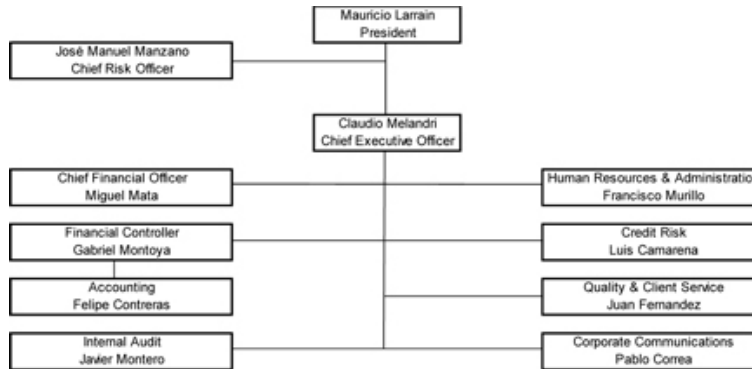 Mauricio Larrain
President
José Manuel Manzano
Chief Risk Officer
Claudio Melandri
Chief Executive Officer
Chief Financial Officer
Miguel Mata
Human Resources & Administratio
Francisco Murillo
Financial Controller
Gabriel Montoya
Credit Risk
Luis Camarena
Accounting
Felipe Contreras
Quality & Client Service
Juan Fernandez
Internal Audit
Javier Montero
Corporate Communications
Pablo Correa